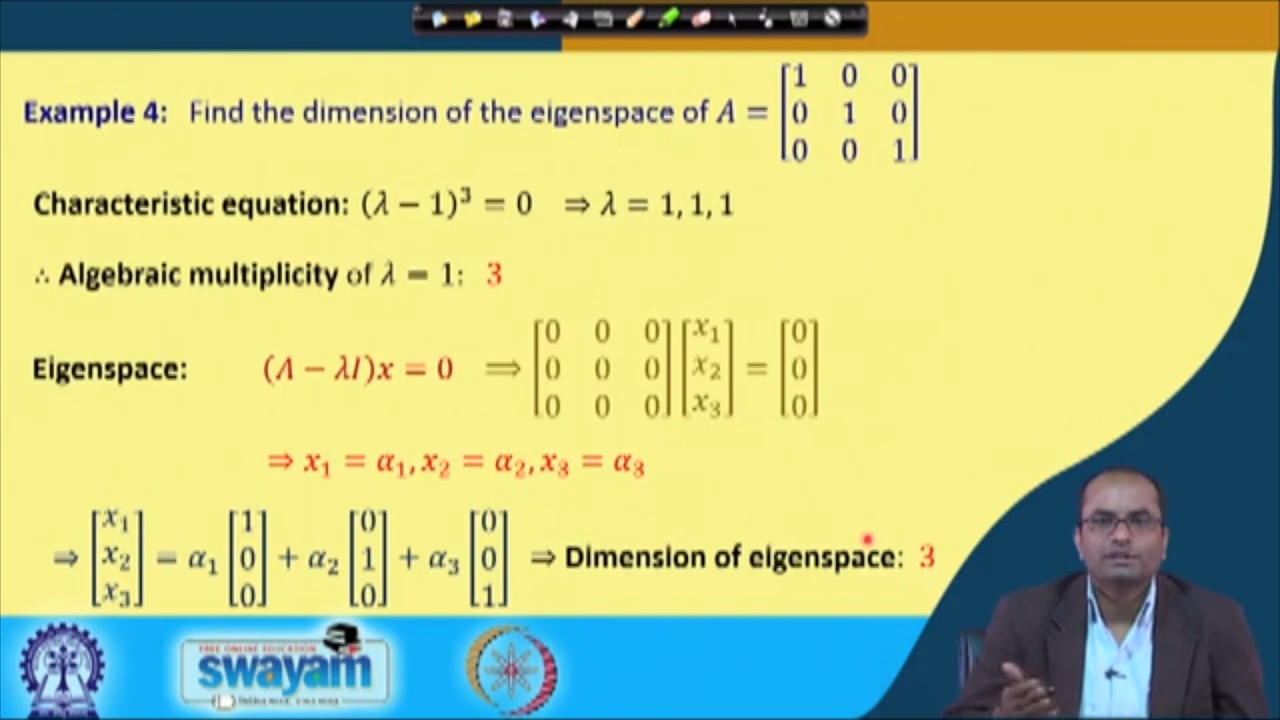 Example 4: Find the dimension of the eigenspace of A = [1 0 0; 0 1 0; 0 0 1]
Characteristic equation: (λ − 1)³ = 0 ⇒ λ = 1, 1, 1
∴ Algebraic multiplicity of λ = 1: 3
Eigenspace: (A − λI)x = 0 ⟹ [0 0 0; 0 0 0; 0 0 0] [x₁; x₂; x₃] = [0; 0; 0]
⇒ x₁ = α₁, x₂ = α₂, x₃ = α₃
⇒ [x₁; x₂; x₃] = α₁ [1; 0; 0] + α₂ [0; 1; 0] + α₃ [0; 0; 1] ⇒ Dimension of eigenspace: 3
FREE ONLINE EDUCATION
swayam